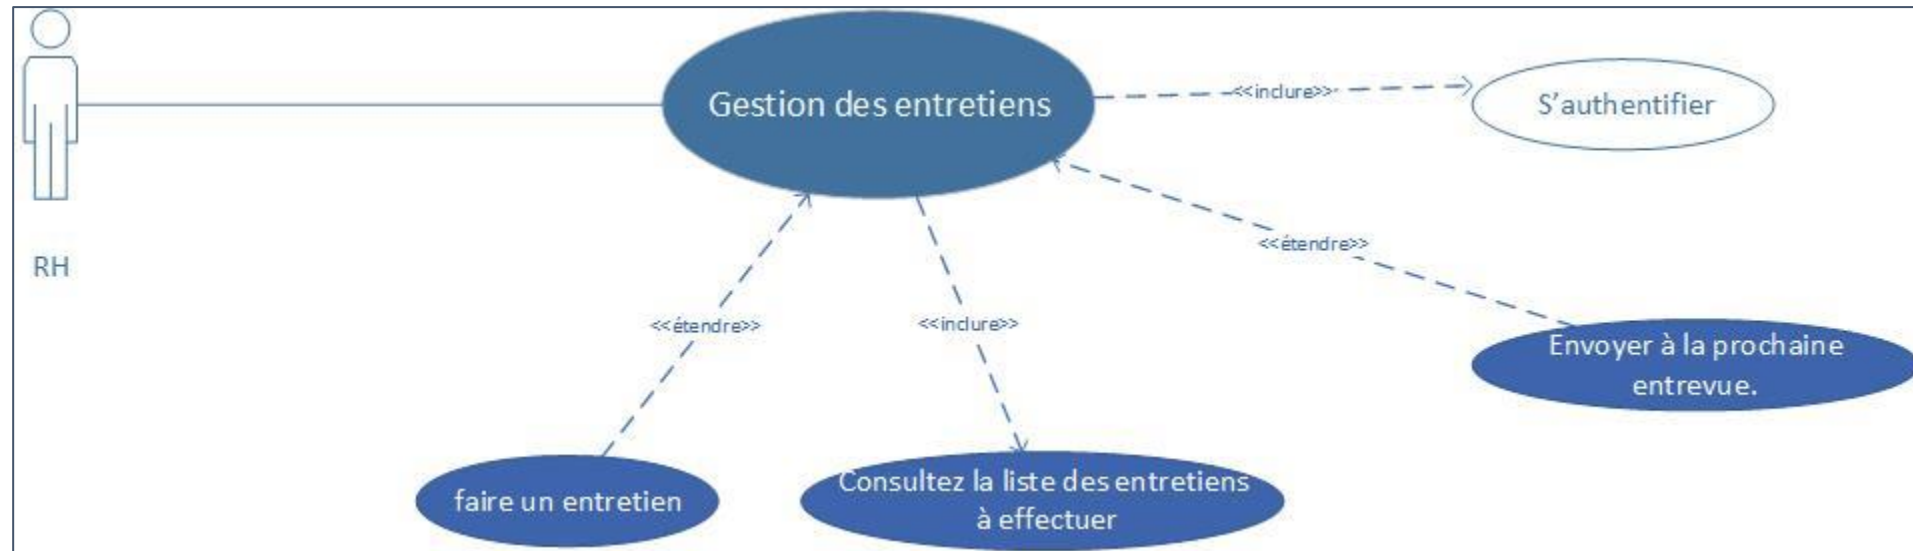 Gestion des entretiens
<<inclure>>
S'authentifier
<<étendre>>
RH
<<étendre>>
<<inclure>>
Envoyer à la prochaine
entrevue.
faire un entretien
Consultez la liste des entretiens
à effectuer